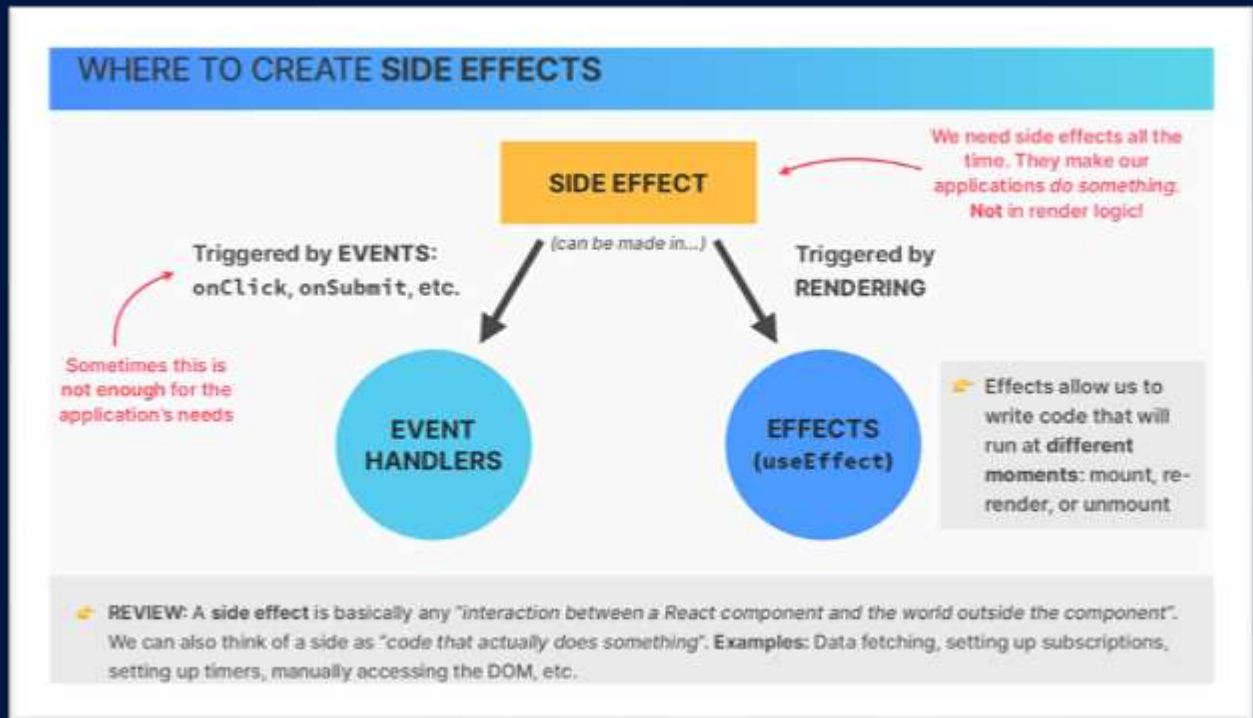 WHERE TO CREATE SIDE EFFECTS
We need side effects all the
time. They make our
applications do something.
Not in render logic!
SIDE EFFECT
(can be made in...)
Triggered by EVENTS:
onClick, onSubmit, etc.
Triggered by
RENDERING
Sometimes this is
not enough for the
application's needs
EVENT
HANDLERS
EFFECTS
(useEffect)
👉 Effects allow us to
write code that will
run at different
moments: mount, re-
render, or unmount
👉 REVIEW: A side effect is basically any "interaction between a React component and the world outside the component".
We can also think of a side as "code that actually does something". Examples: Data fetching, setting up subscriptions,
setting up timers, manually accessing the DOM, etc.